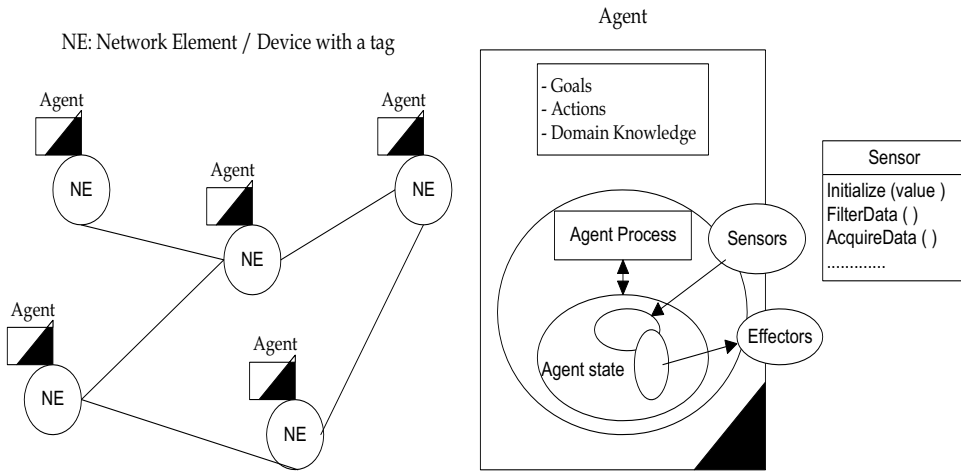 Agent
NE: Network Element / Device with a tag
Agent
NE
Agent
NE
Agent
NE
Agent
NE
Agent
NE
- Goals
- Actions
- Domain Knowledge
Agent Process
Sensors
Agent state
Effectors
Sensor
Initialize (value )
FilterData ( )
AcquireData ( )
.............